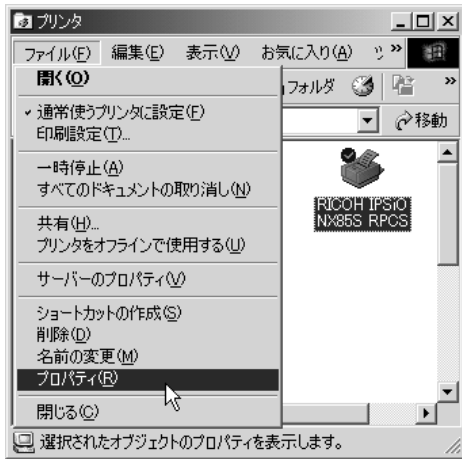 プリンタ
ファイル(F) 編集(E) 表示(V) お気に入り(A) »
開く(O)
フォルダ »
通常使うプリンタに設定(F)
印刷設定(T)...
移動
一時停止(A)
すべてのドキュメントの取り消し(N)
共有(H)...
プリンタをオフラインで使用する(U)
RICOH IPSiO
NX85S RPCS
サーバーのプロパティ(V)
ショートカットの作成(S)
削除(D)
名前の変更(M)
プロパティ(R)
閉じる(C)
選択されたオブジェクトのプロパティを表示します。